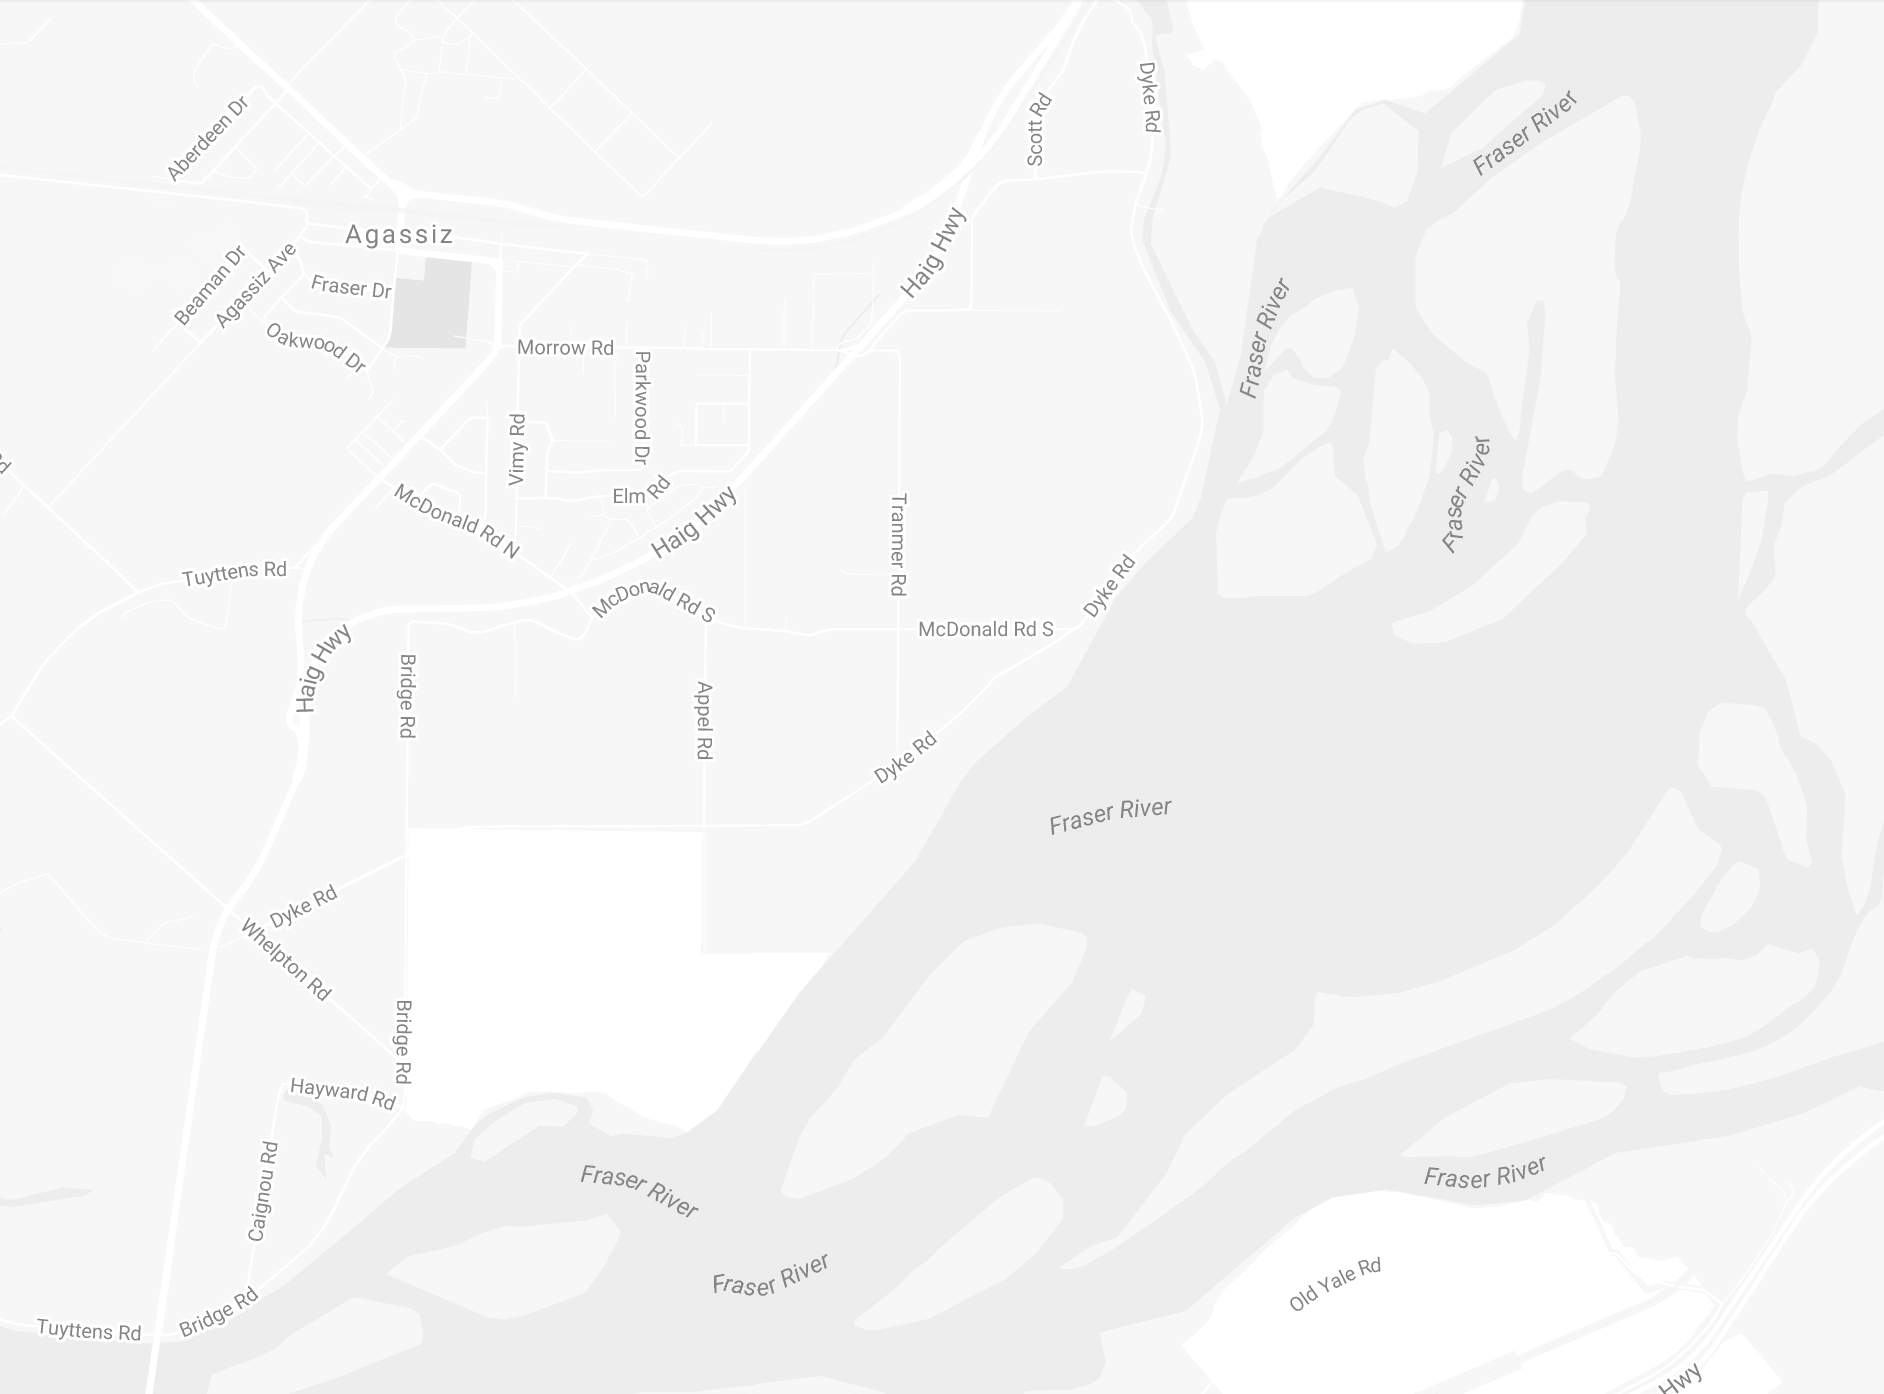 Dyke Rd
Scott Rd
Fraser River
Aberdeen Dr
Agassiz
Haig Hwy
Beaman Dr
Agassiz Ave
Fraser Dr
Oakwood Dr
Fraser River
Morrow Rd
Parkwood Dr
Vimy Rd
Elm Rd
McDonald Rd N
Haig Hwy
Tranmer Rd
Fraser River
Tuyttens Rd
McDonald Rd S
Dyke Rd
McDonald Rd S
Haig Hwy
Bridge Rd
Appel Rd
Dyke Rd
Fraser River
Dyke Rd
Whelpton Rd
Bridge Rd
Hayward Rd
Caignou Rd
Fraser River
Fraser River
Fraser River
Old Yale Rd
Bridge Rd
Tuyttens Rd
Hwy